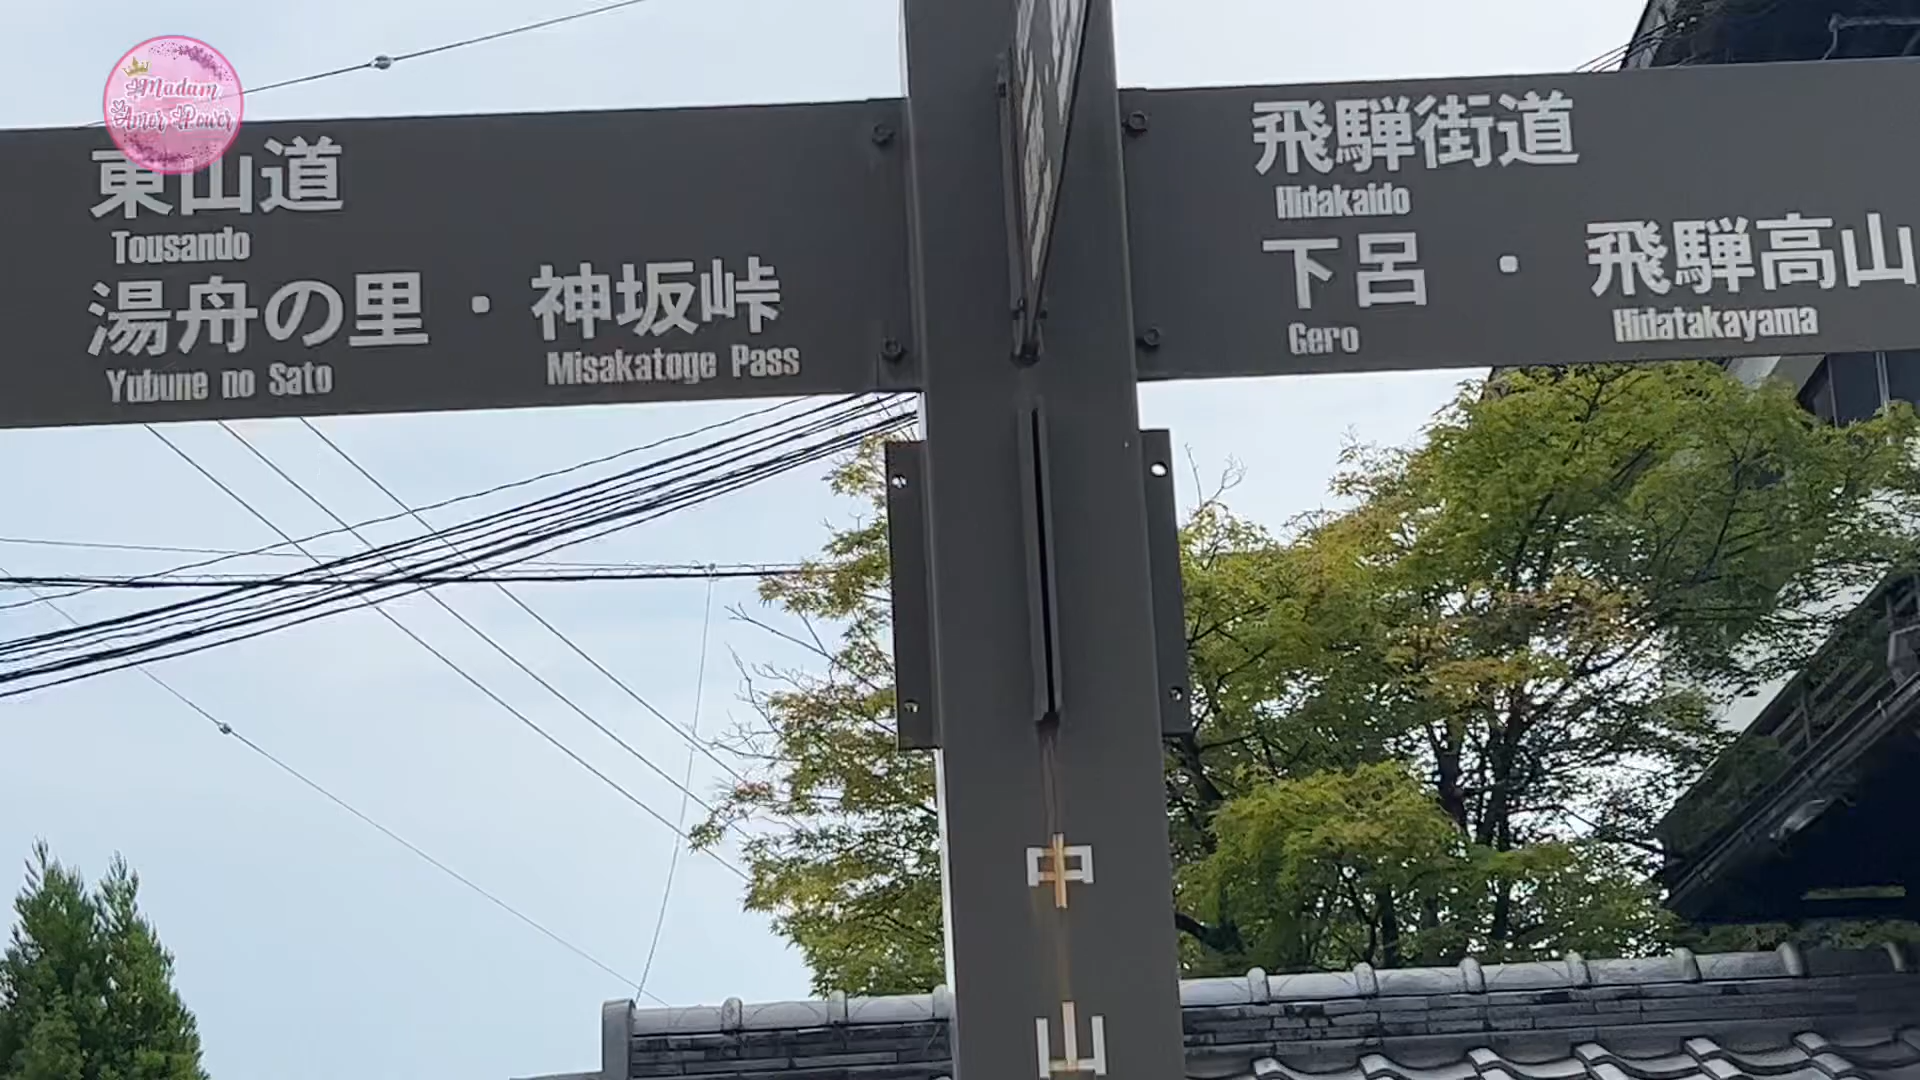 Madam
Amor Power
東山道
Tousando
湯舟の里・神坂峠
Yubune no Sato Misakatoge Pass
飛騨街道
Hidakaido
下呂・飛騨高山
Gero Hidatakayama
中
山